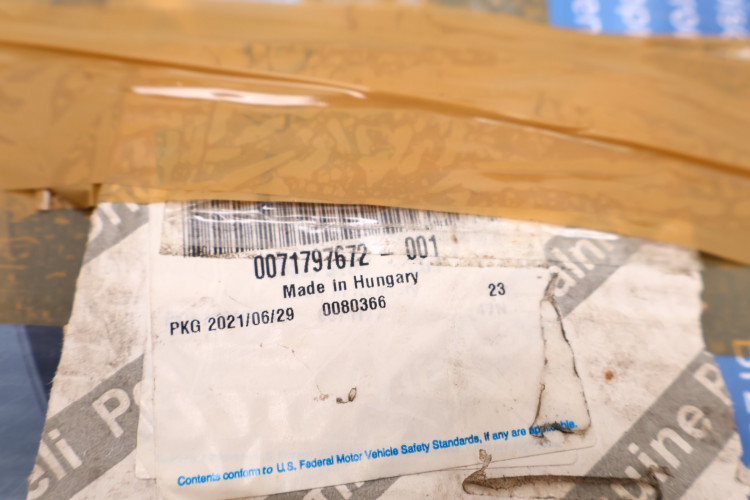 0071797672 - 001
Made in Hungary
PKG 2021/06/29 0080366 23
Contents conform to U.S. Federal Motor Vehicle Safety Standards, if any are applicable.